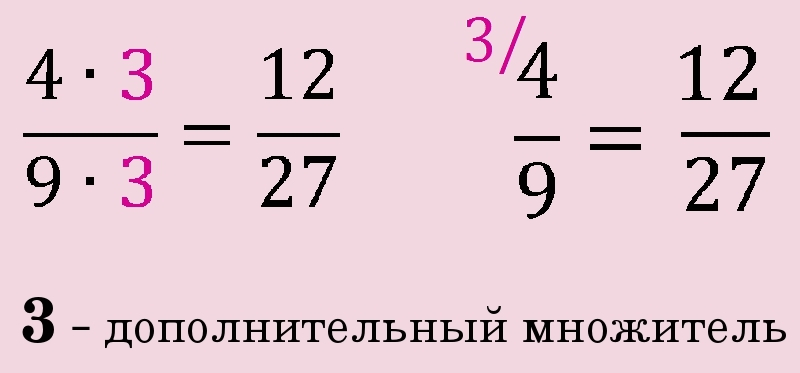 4 · 3 / 9 · 3 = 12 / 27
3/ 4 / 9 = 12 / 27
3 - дополнительный множитель